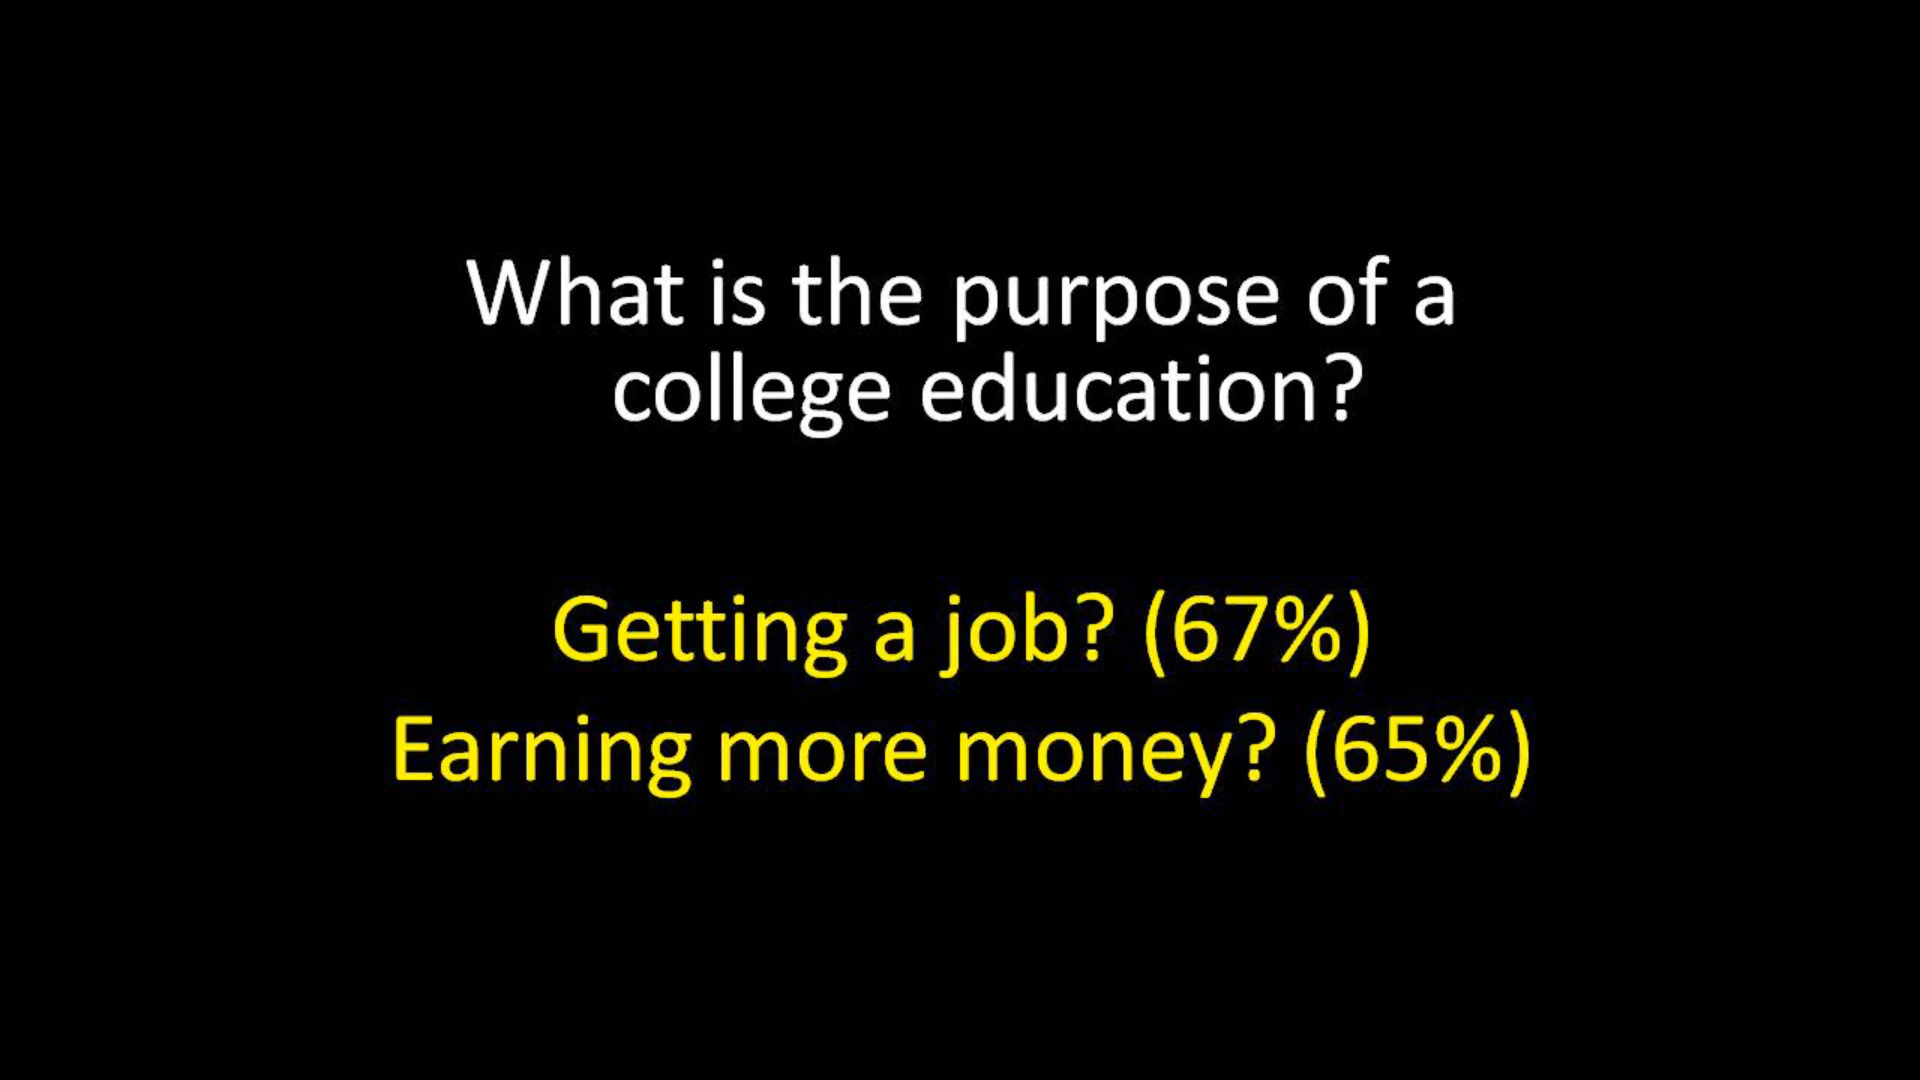 What is the purpose of a
college education?
Getting a job? (67%)
Earning more money? (65%)